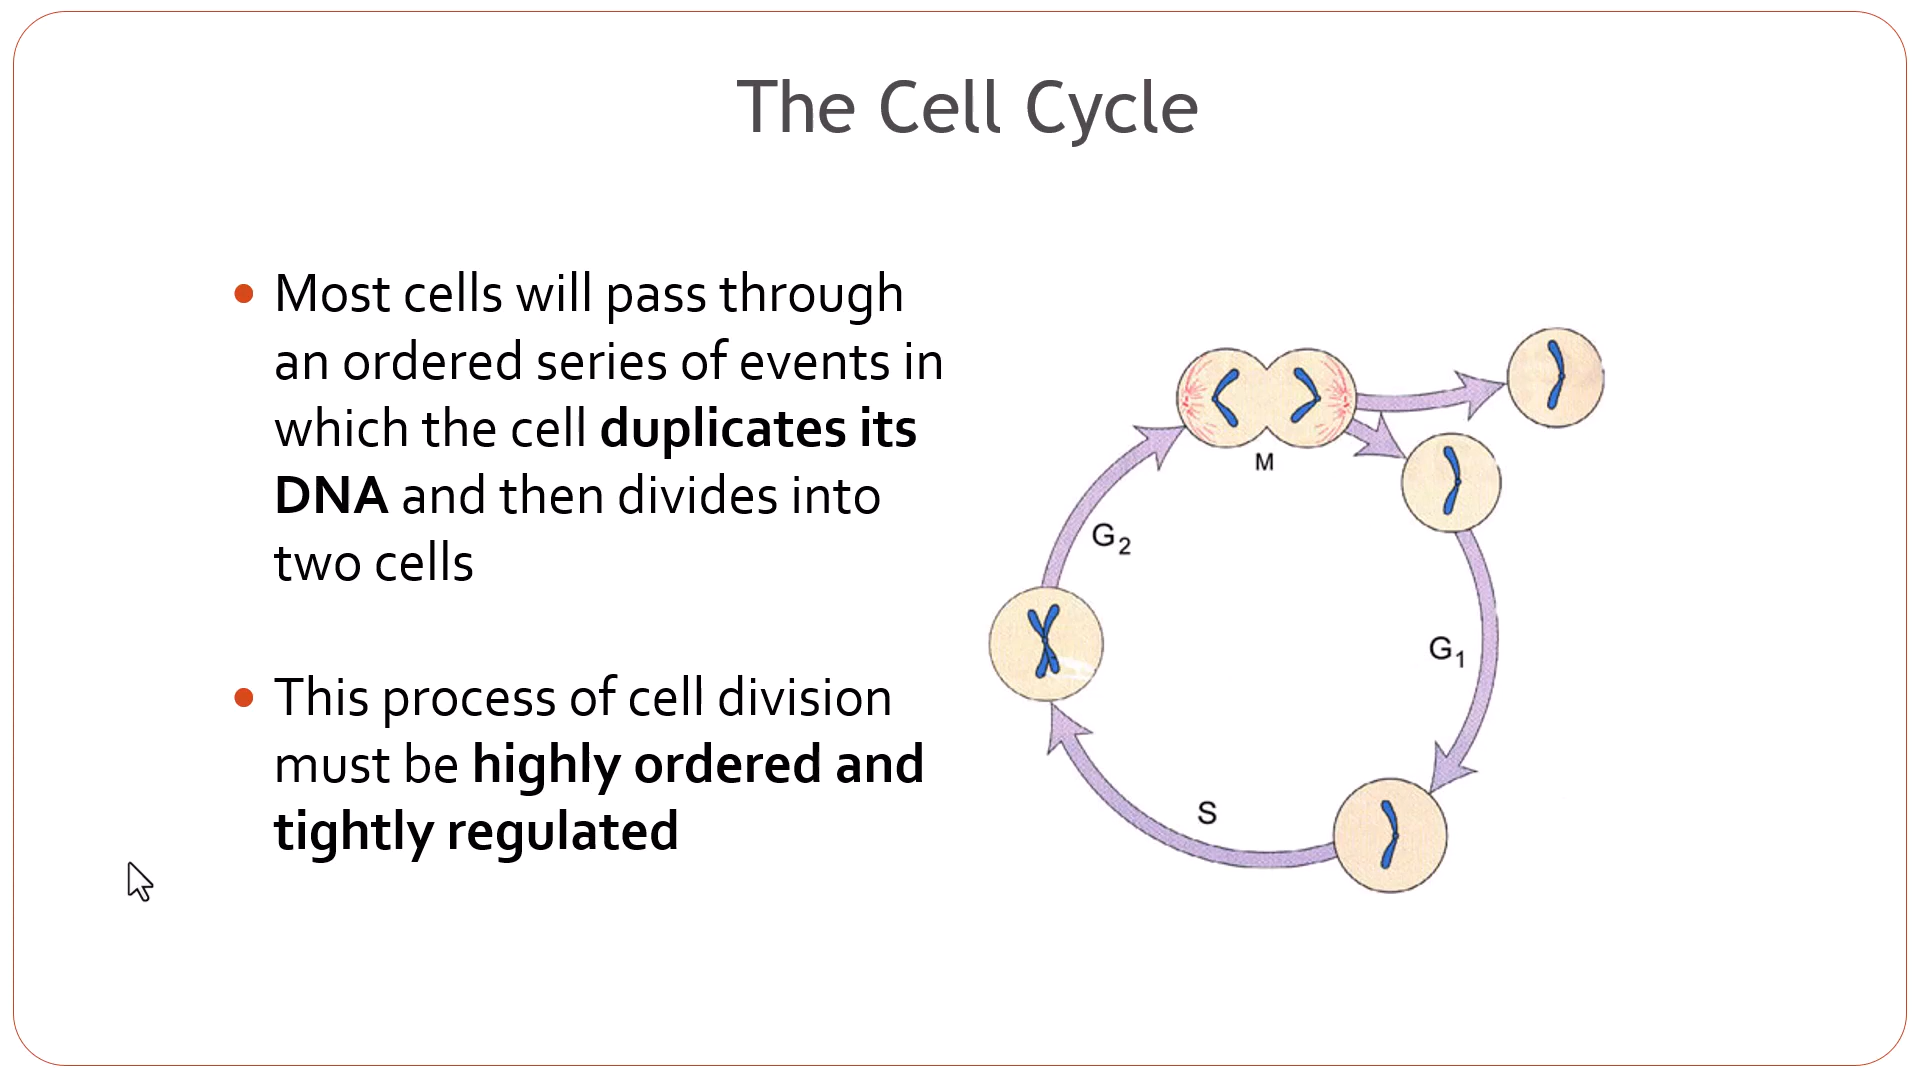 The Cell Cycle
• Most cells will pass through
an ordered series of events in
which the cell duplicates its
DNA and then divides into
two cells
• This process of cell division
must be highly ordered and
tightly regulated
M
G2
G1
S